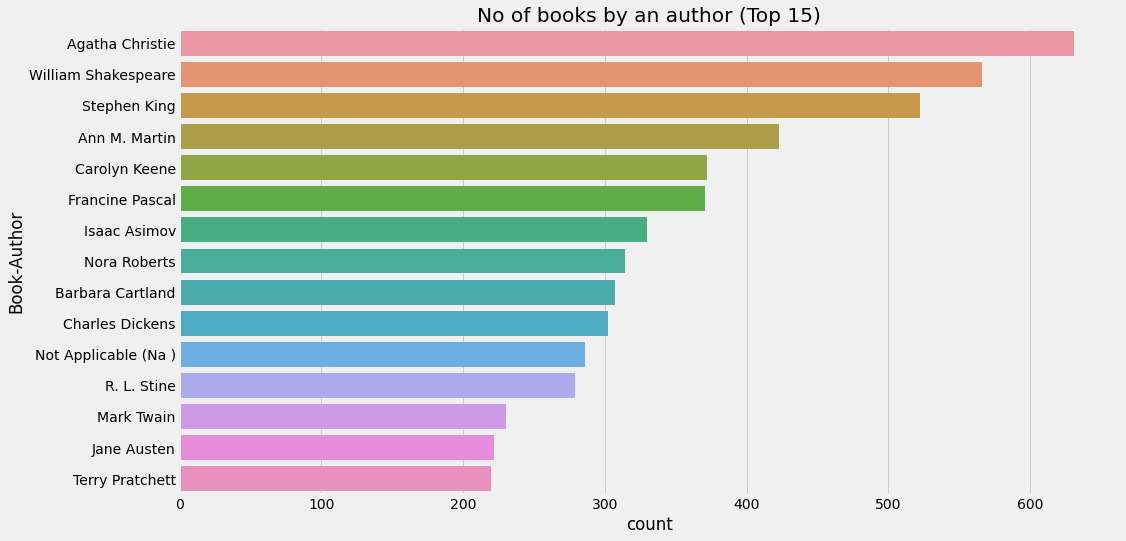 No of books by an author (Top 15)
Book-Author
Agatha Christie
William Shakespeare
Stephen King
Ann M. Martin
Carolyn Keene
Francine Pascal
Isaac Asimov
Nora Roberts
Barbara Cartland
Charles Dickens
Not Applicable (Na )
R. L. Stine
Mark Twain
Jane Austen
Terry Pratchett
0 100 200 300 400 500 600
count